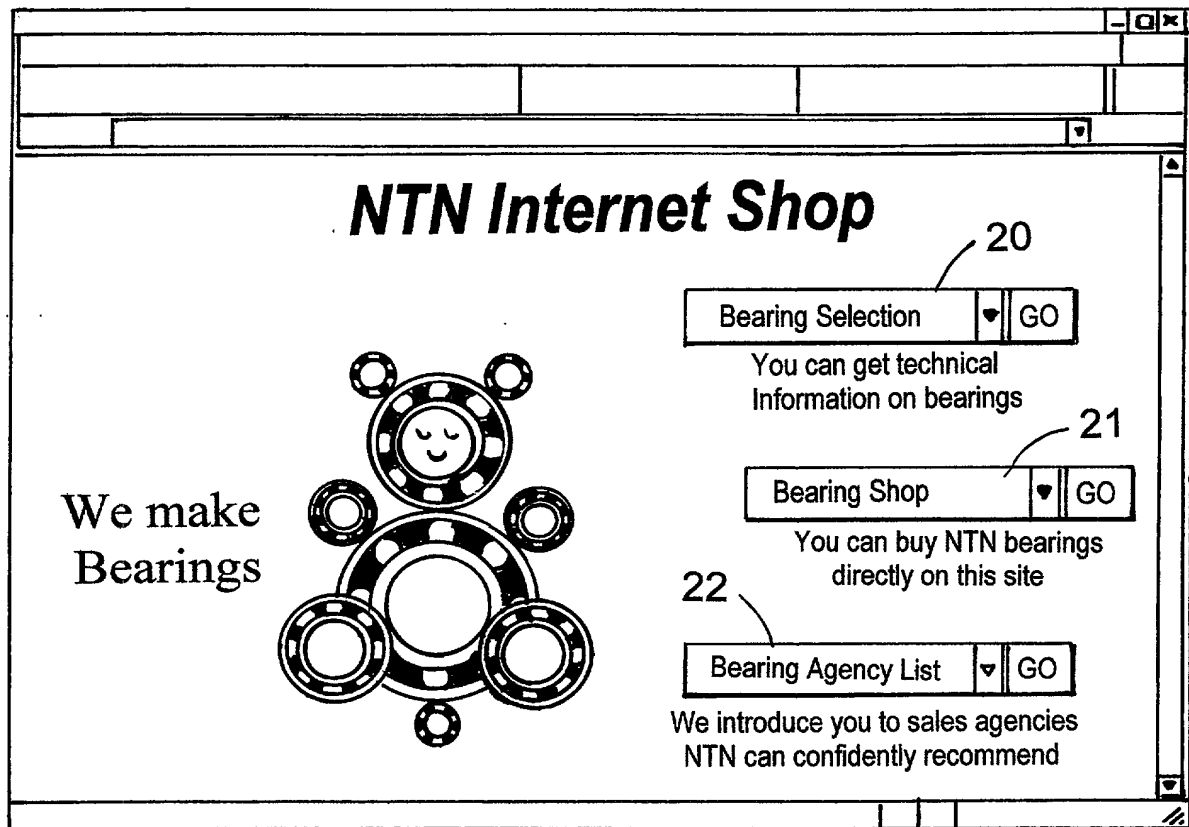 NTN Internet Shop
20
Bearing Selection GO
You can get technical
Information on bearings
21
Bearing Shop GO
You can buy NTN bearings
directly on this site
We make
Bearings
22
Bearing Agency List GO
We introduce you to sales agencies
NTN can confidently recommend